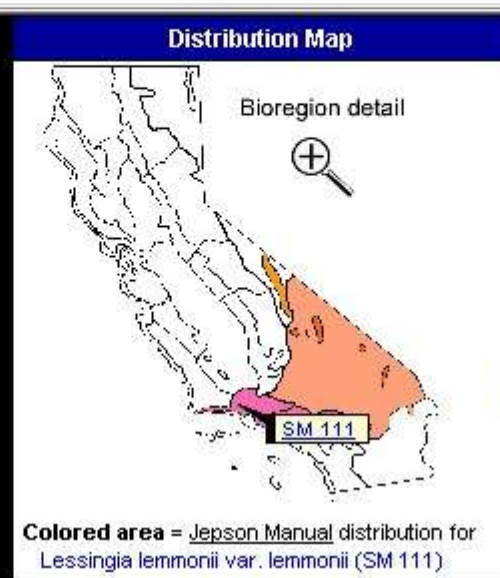 Distribution Map
Bioregion detail
SM 111
Colored area = Jepson Manual distribution for
Lessingia lemmonii var. lemmonii (SM 111)